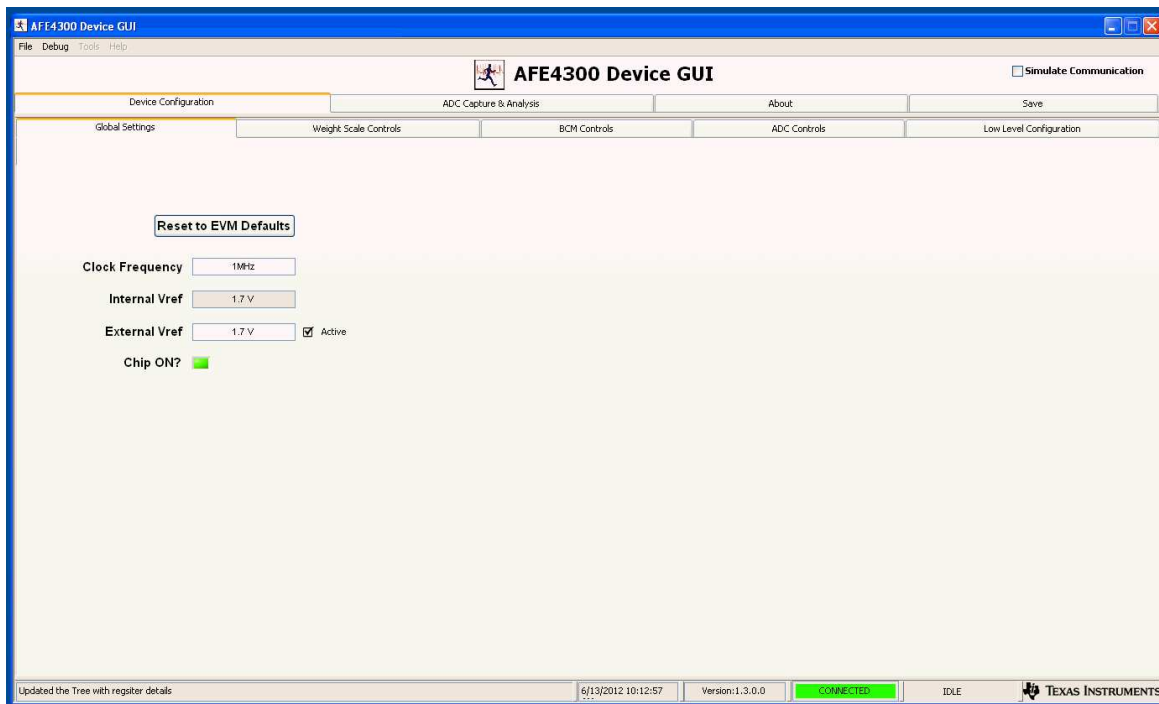 AFE4300 Device GUI
File Debug Tools Help
AFE4300 Device GUI
Simulate Communication
Device Configuration ADC Capture & Analysis About Save
Global Settings Weight Scale Controls BCM Controls ADC Controls Low Level Configuration
Reset to EVM Defaults
Clock Frequency 1MHz
Internal Vref 1.7 V
External Vref 1.7 V Active
Chip ON?
Updated the Tree with regsiter details 6/13/2012 10:12:57 Version:1.3.0.0 CONNECTED IDLE TEXAS INSTRUMENTS